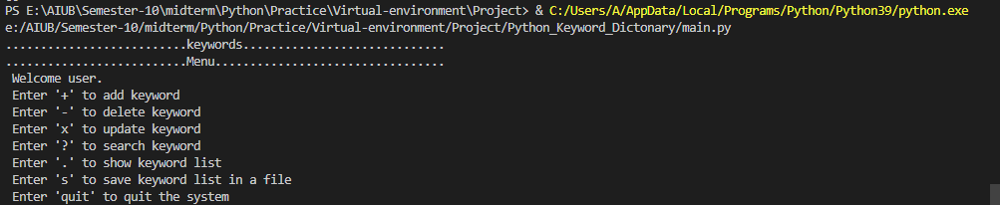 PS E:\AIUB\Semester-10\midterm\Python\Practice\Virtual-environment\Project> & C:/Users/A/AppData/Local/Programs/Python/Python39/python.exe
e:/AIUB/Semester-10/midterm/Python/Practice/Virtual-environment/Project/Python_Keyword_Dictonary/main.py
..........................keywords.............................
..........................Menu.................................
Welcome user.
Enter '+' to add keyword
Enter '-' to delete keyword
Enter 'x' to update keyword
Enter '?' to search keyword
Enter '.' to show keyword list
Enter 's' to save keyword list in a file
Enter 'quit' to quit the system